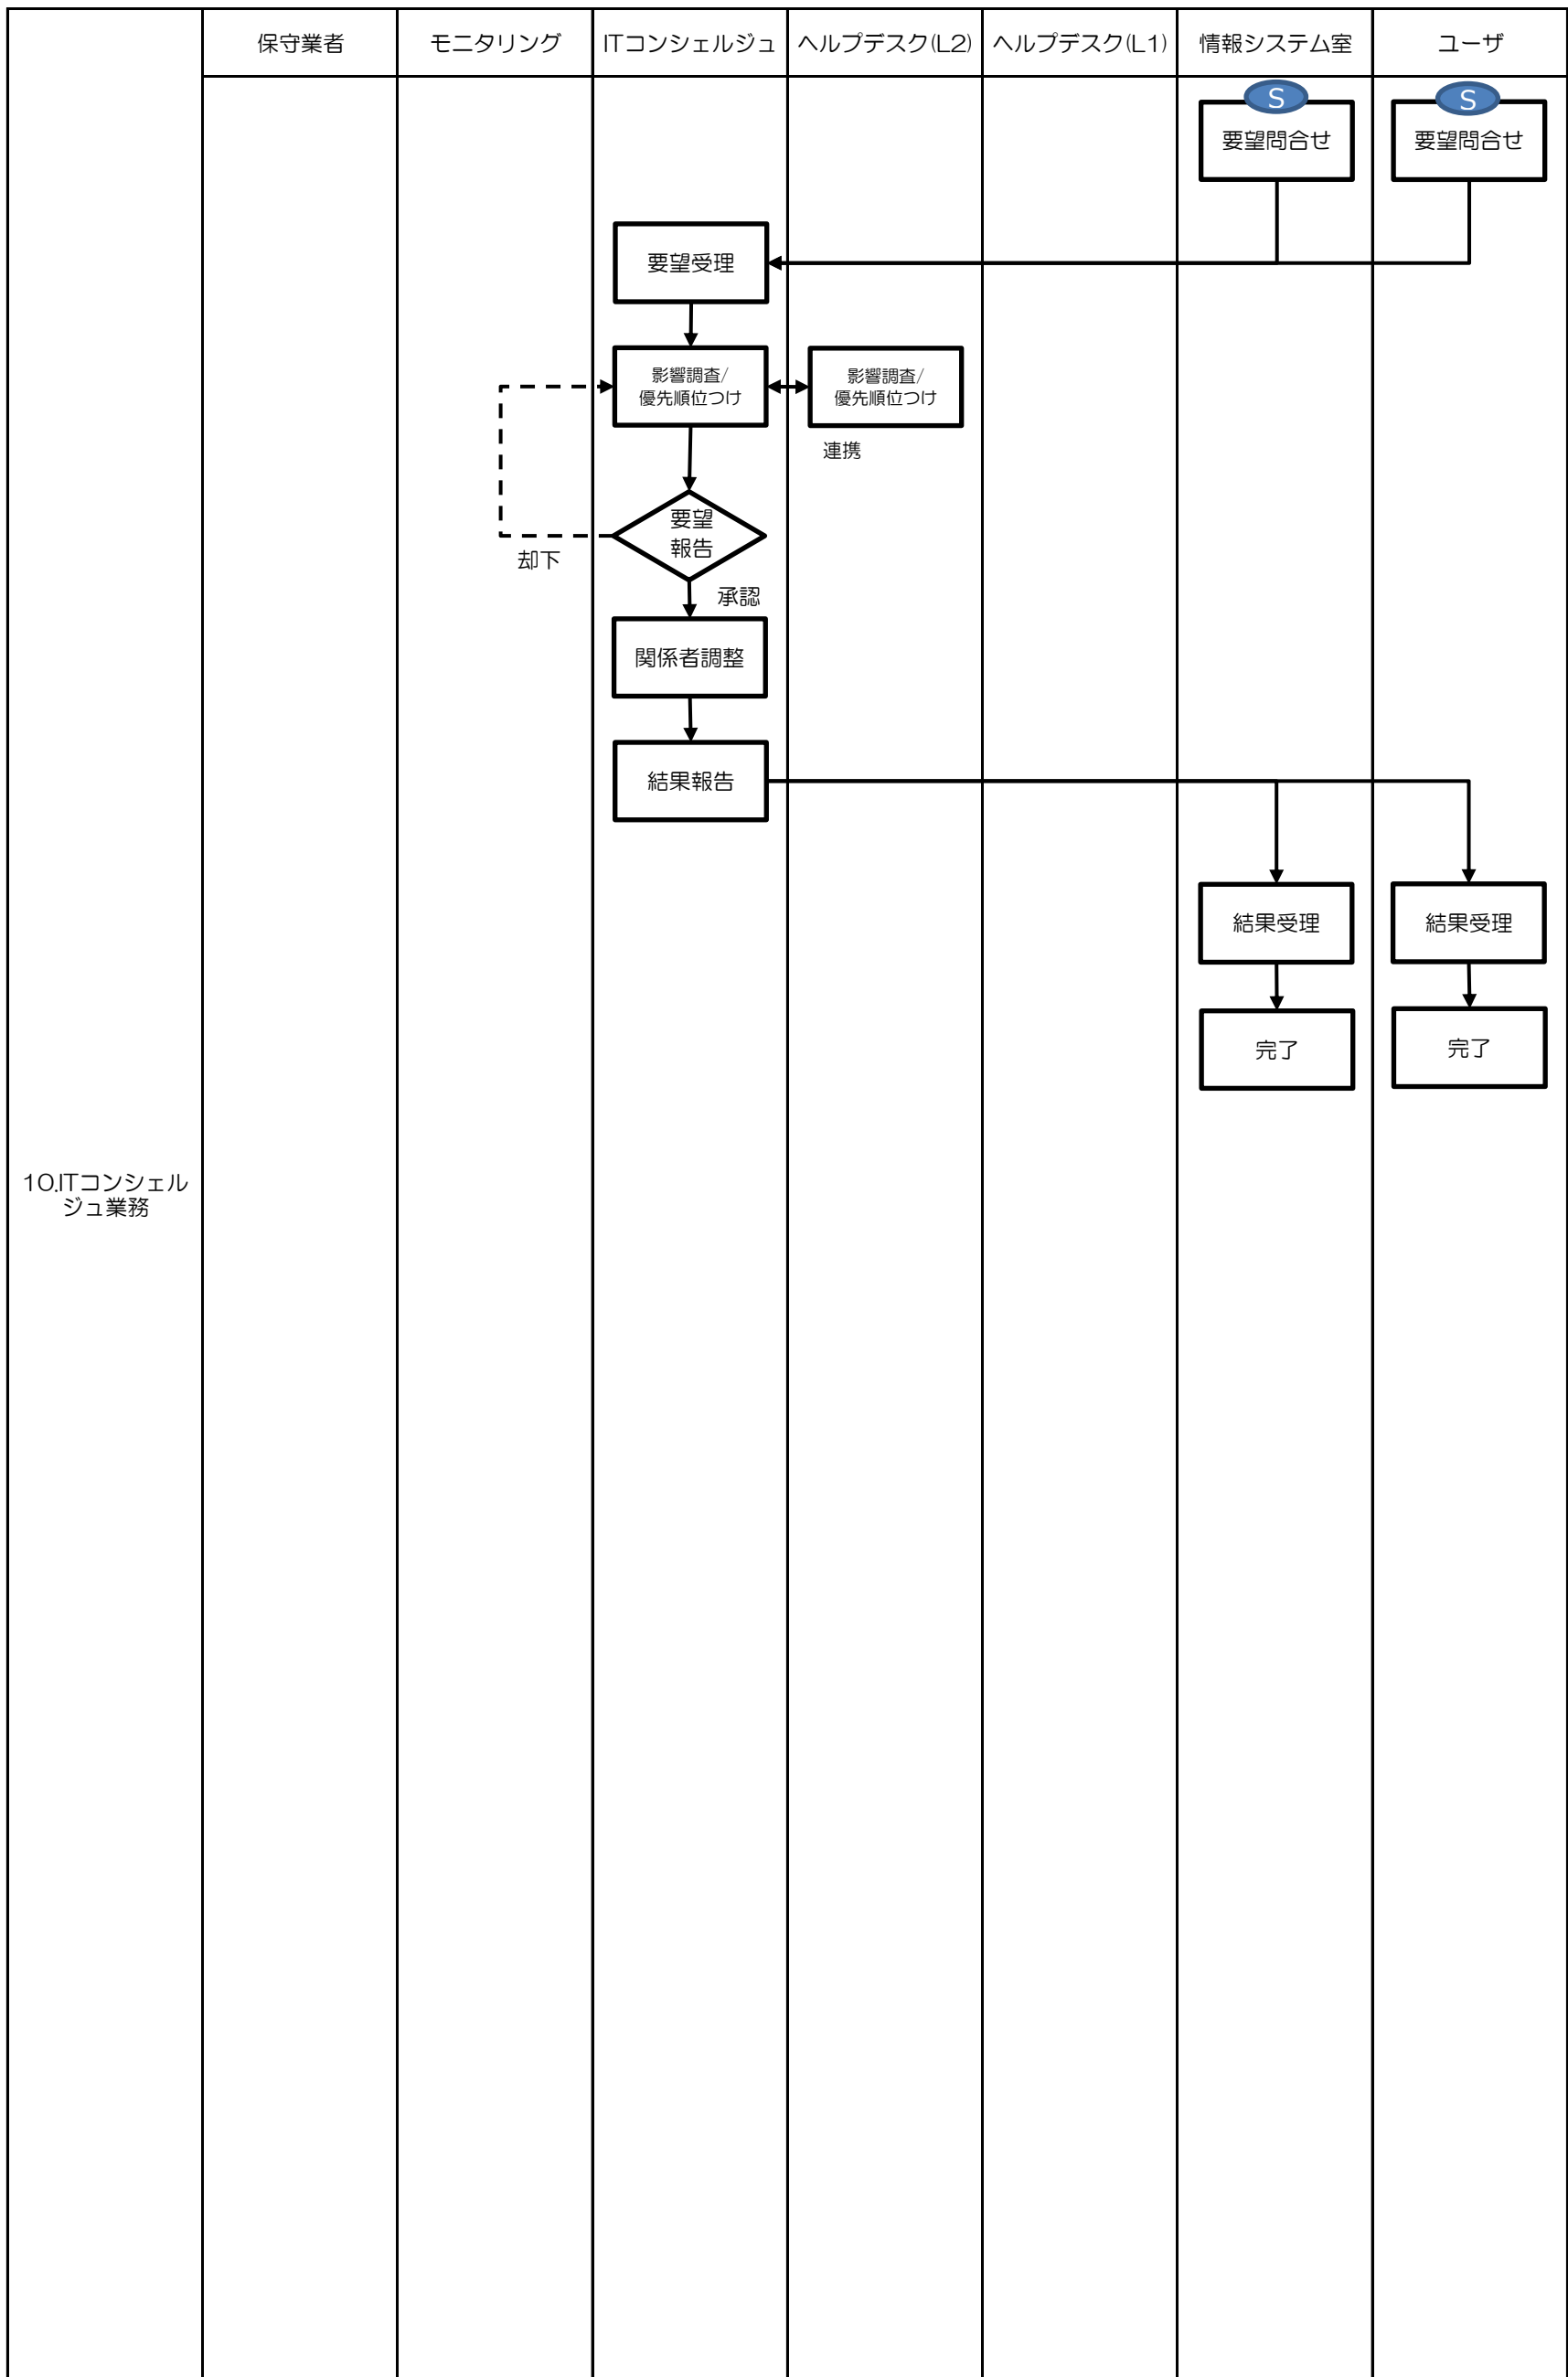 保守業者
モニタリング
ITコンシェルジュ
ヘルプデスク(L2)
ヘルプデスク(L1)
情報システム室
ユーザ
S
要望問合せ
S
要望問合せ
要望受理
影響調査/
優先順位つけ
影響調査/
優先順位つけ
連携
要望
報告
却下
承認
関係者調整
結果報告
結果受理
結果受理
完了
完了
10.ITコンシェル
ジュ業務